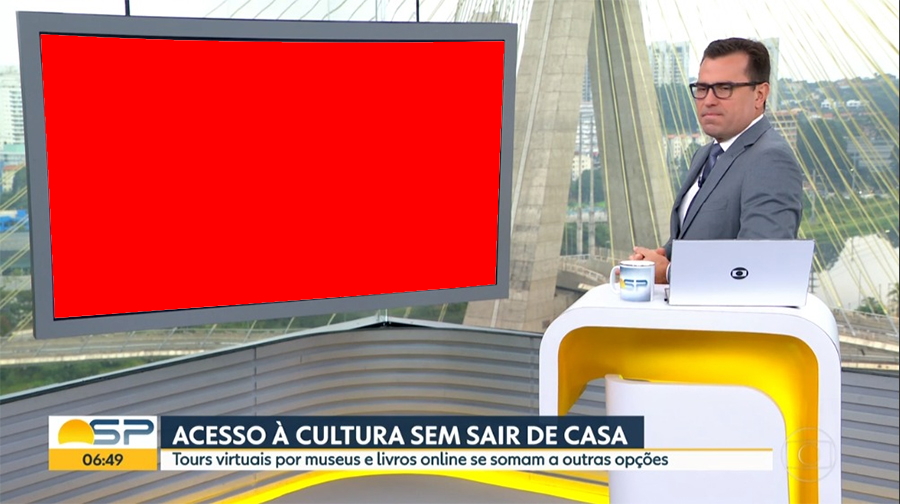 SP
SP
ACESSO À CULTURA SEM SAIR DE CASA
06:49
Tours virtuais por museus e livros online se somam a outras opções